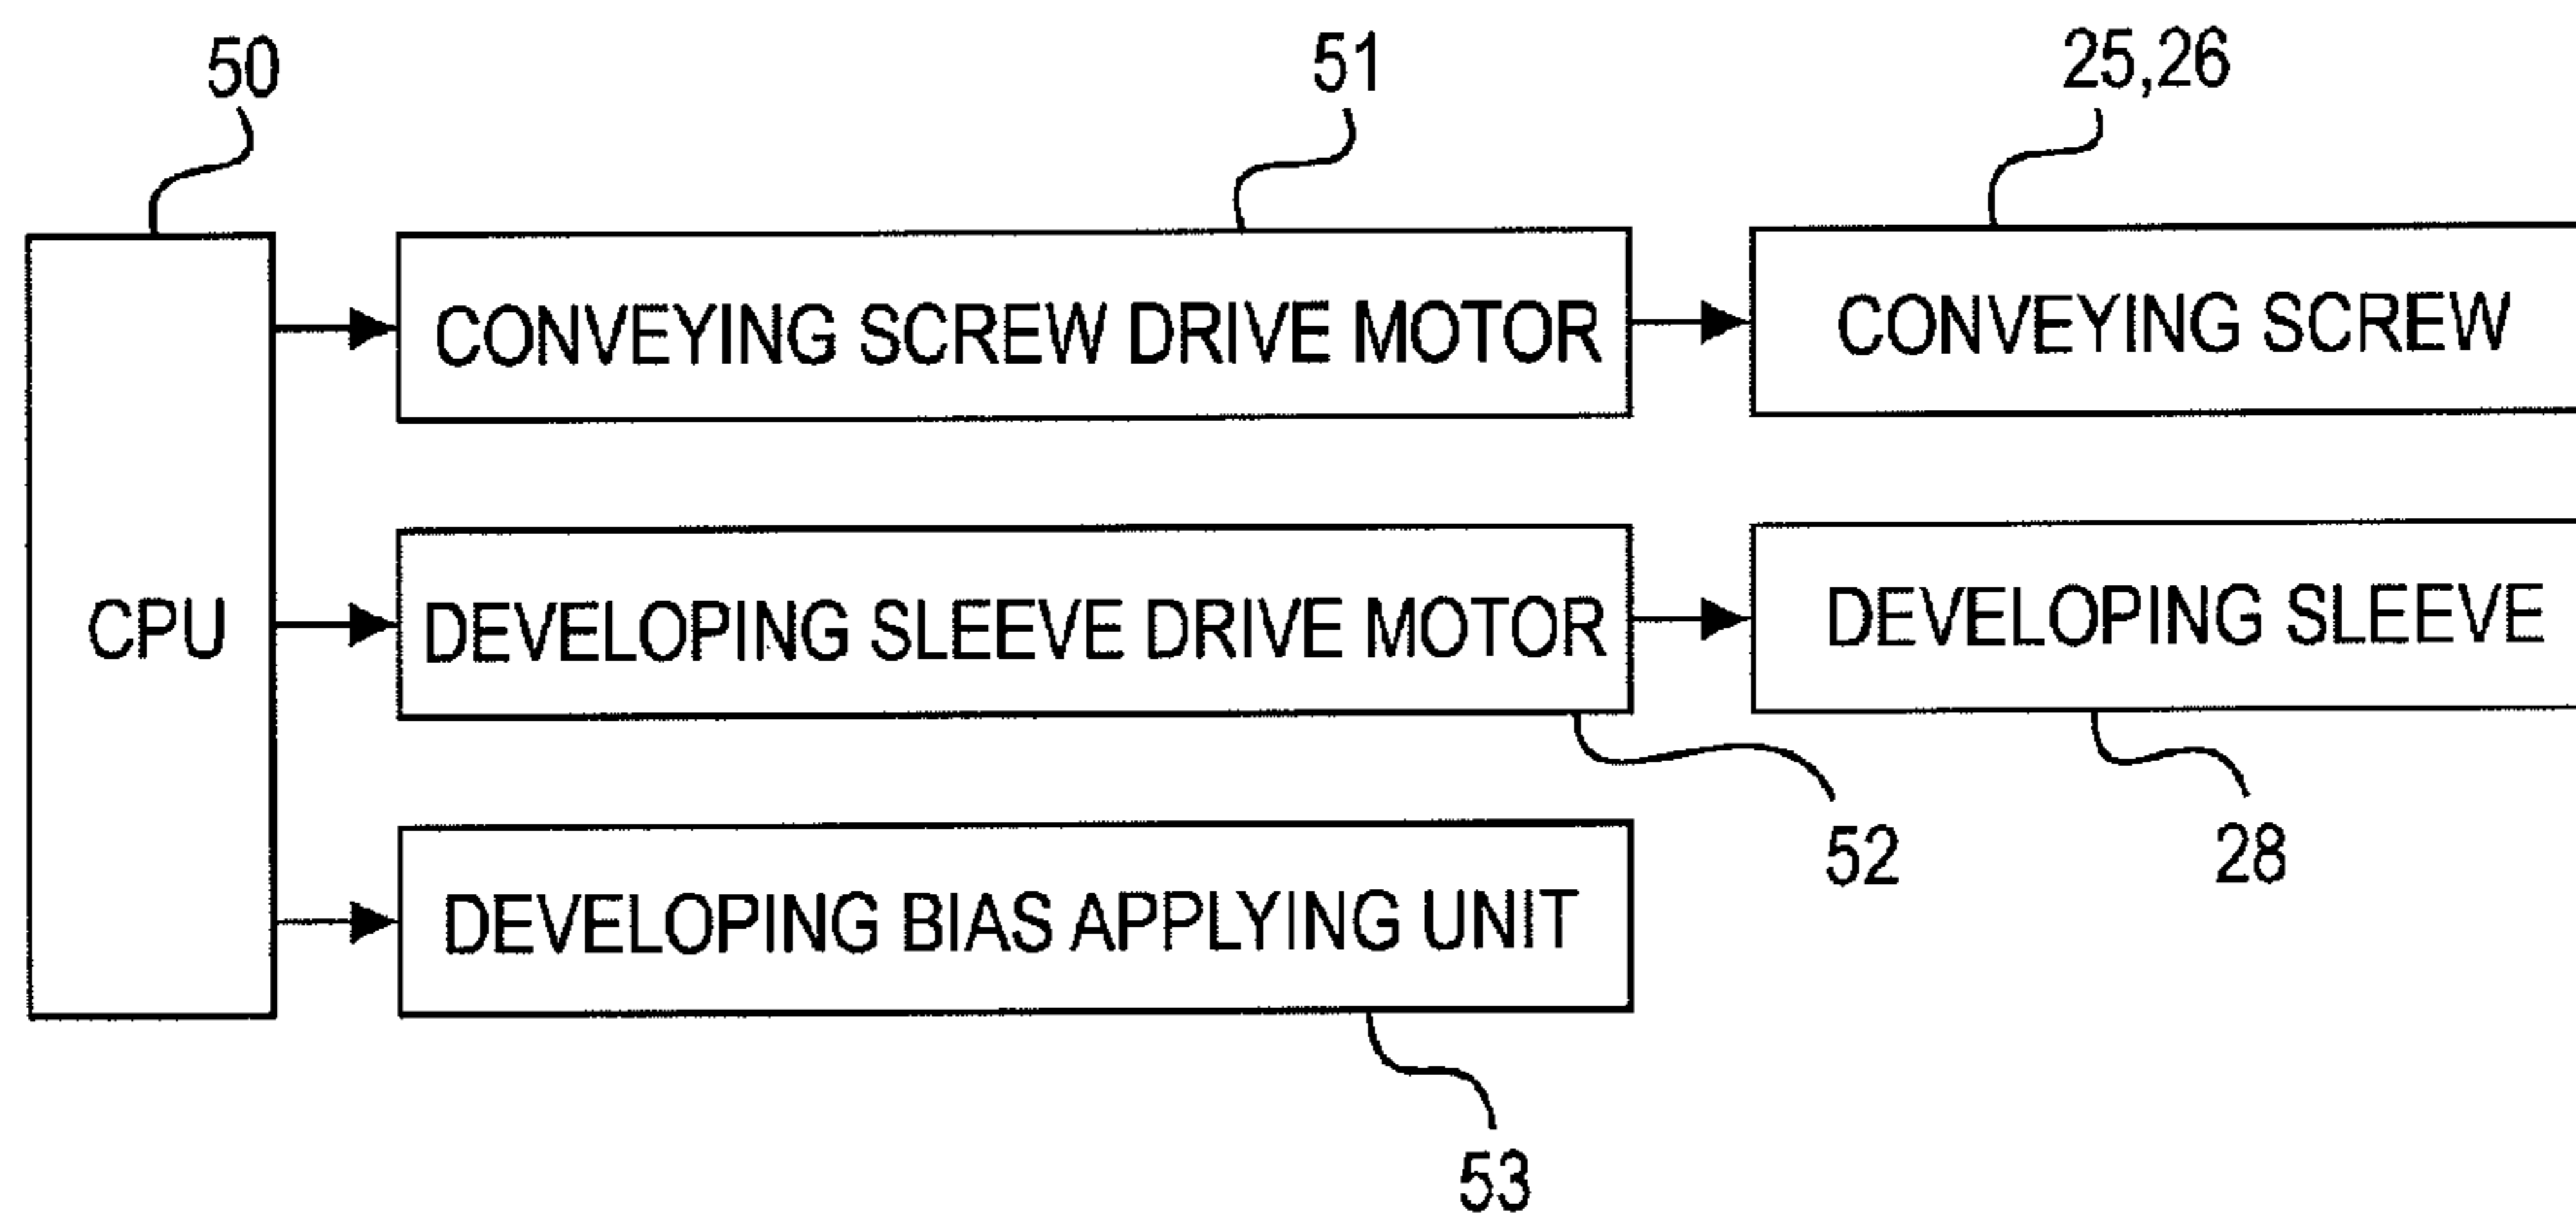 50
51
25,26
CONVEYING SCREW DRIVE MOTOR
CONVEYING SCREW
CPU
DEVELOPING SLEEVE DRIVE MOTOR
DEVELOPING SLEEVE
52
28
DEVELOPING BIAS APPLYING UNIT
53